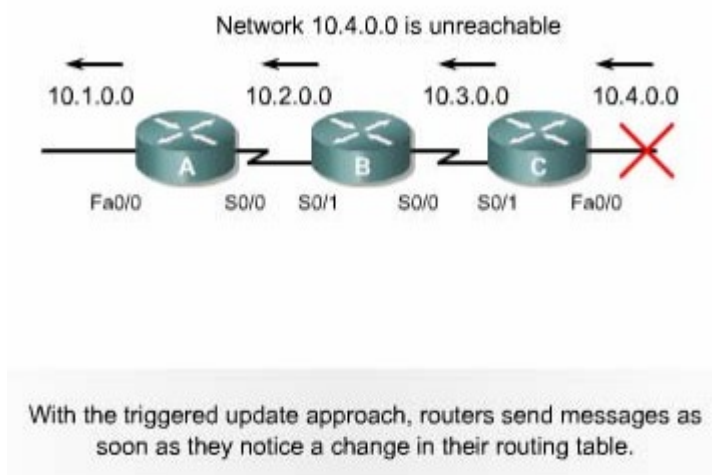 Network 10.4.0.0 is unreachable
10.1.0.0 10.2.0.0 10.3.0.0 10.4.0.0
A B C
Fa0/0 S0/0 S0/1 S0/0 S0/1 Fa0/0
With the triggered update approach, routers send messages as
soon as they notice a change in their routing table.